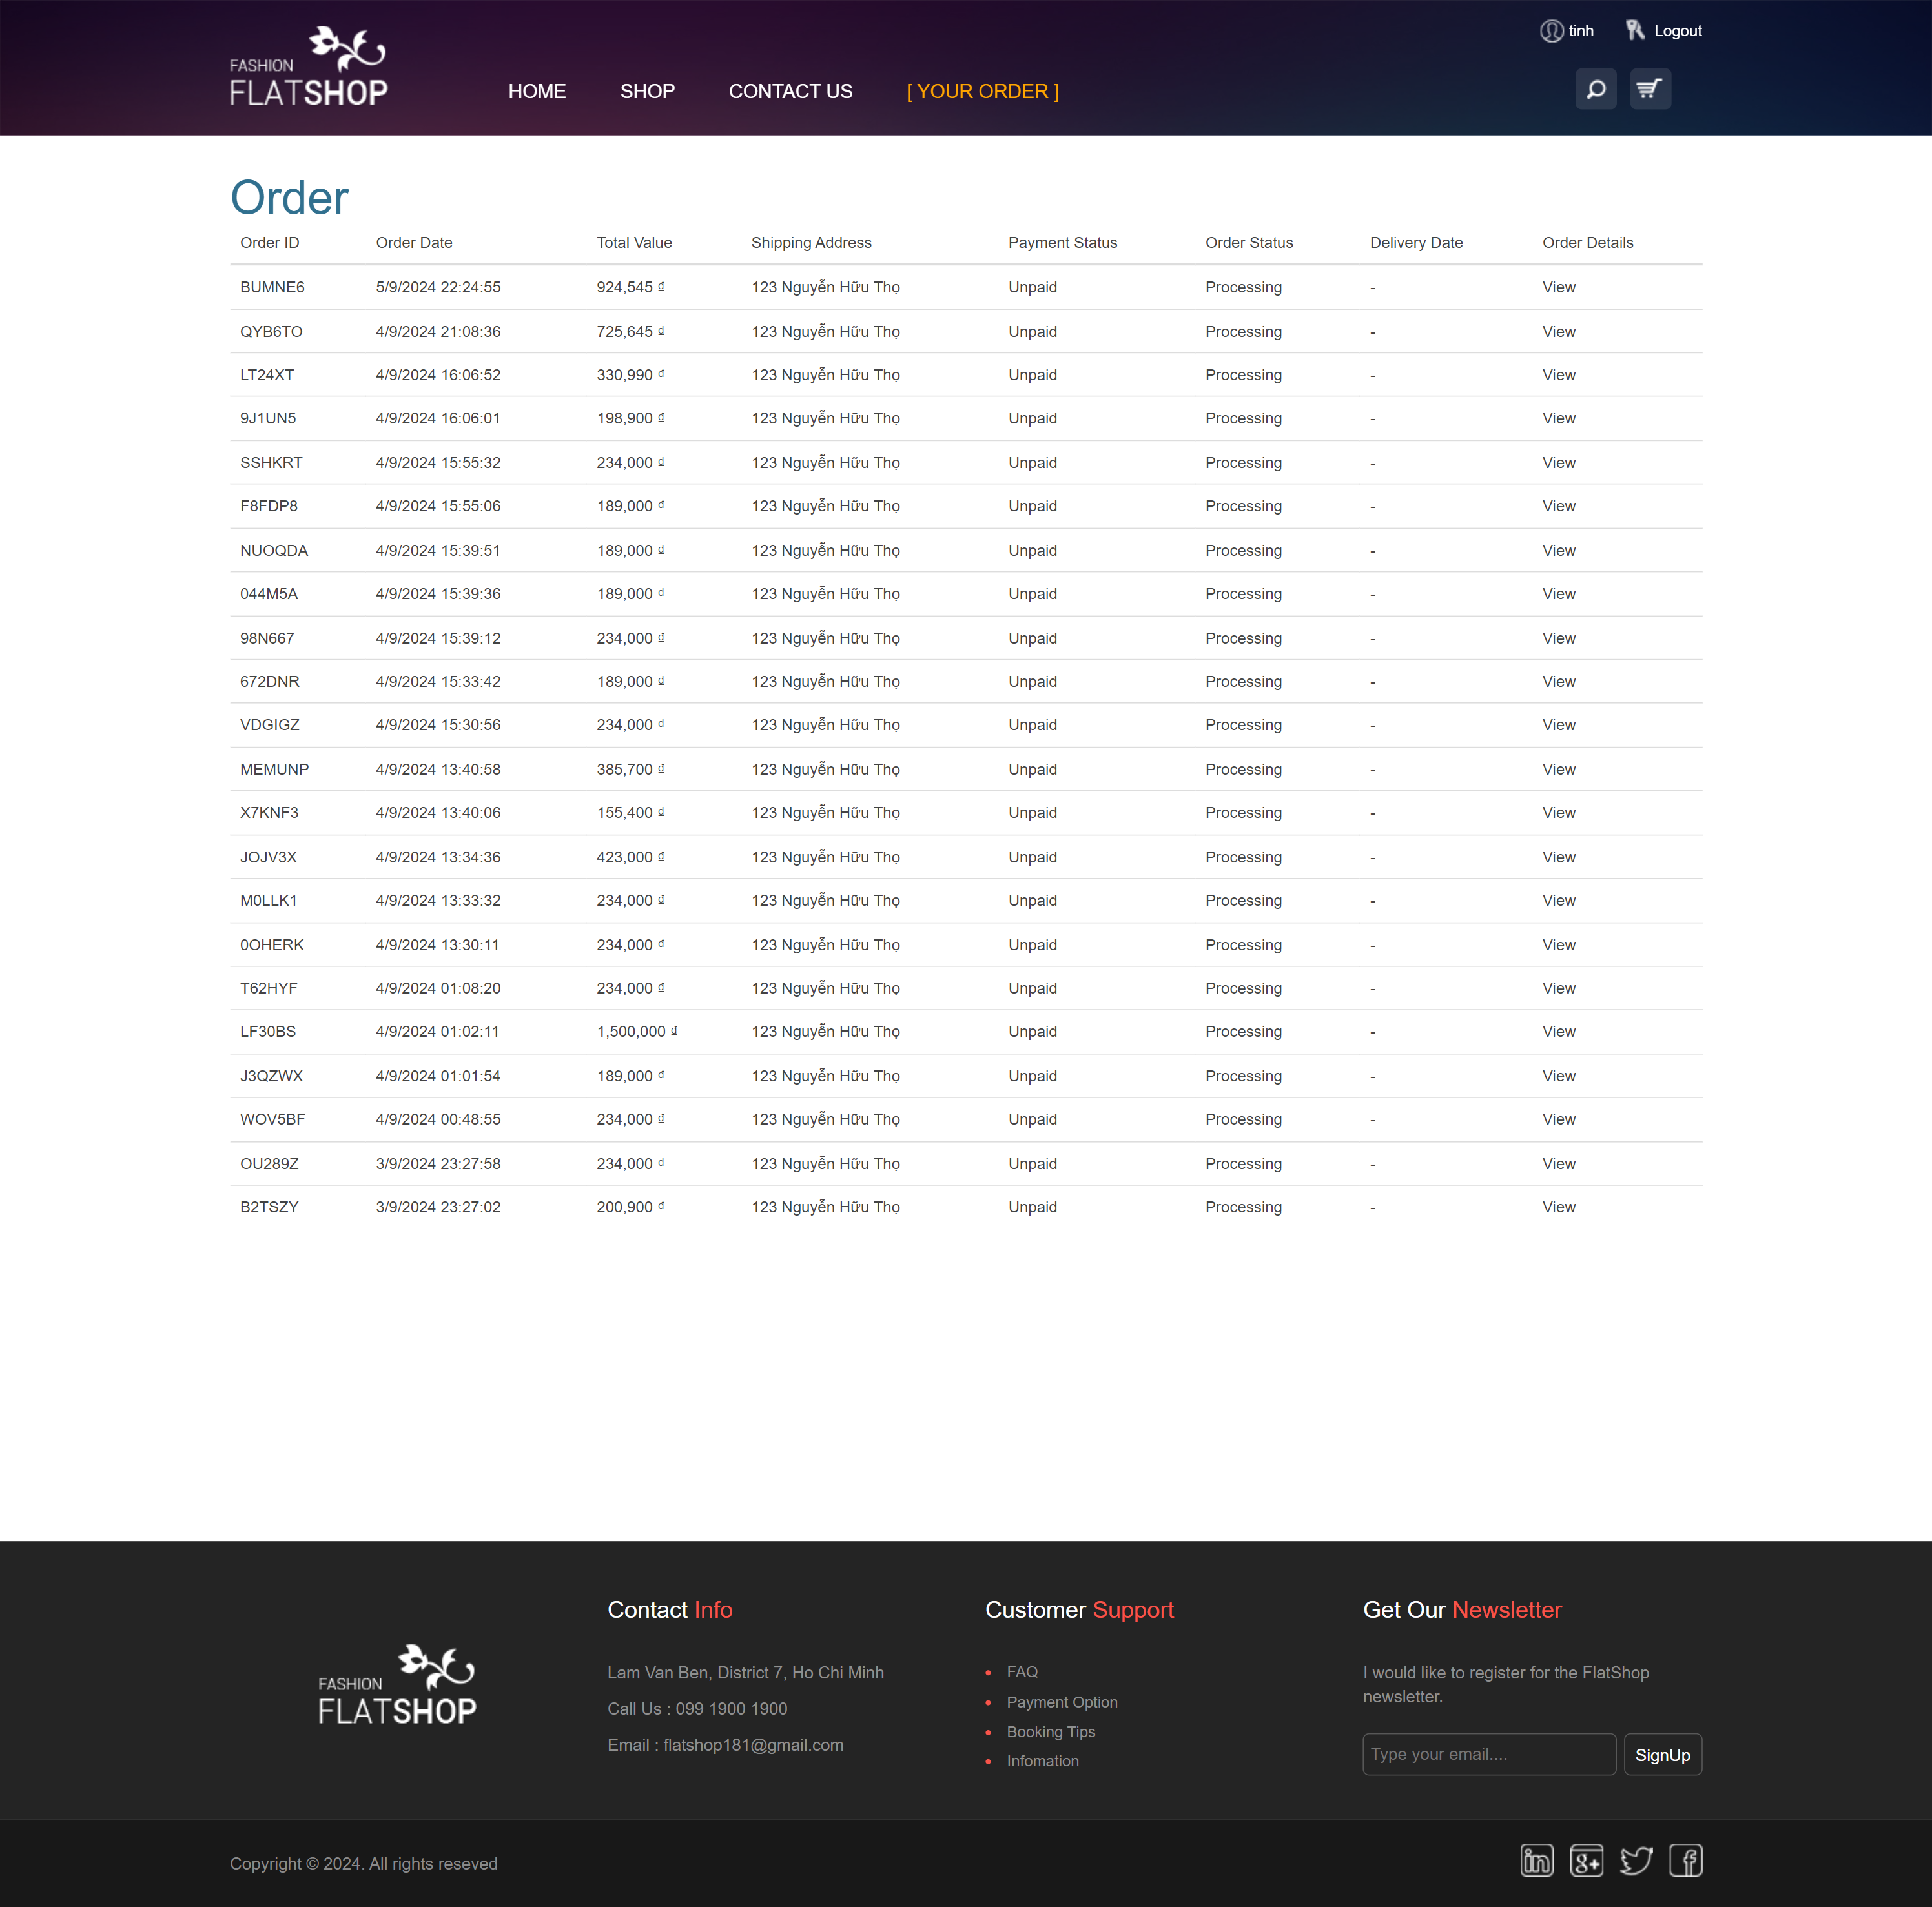 tinh Logout
FASHION
FLATSHOP
HOME SHOP CONTACT US [ YOUR ORDER ]
Order
Order ID Order Date Total Value Shipping Address Payment Status Order Status Delivery Date Order Details
BUMNE6 5/9/2024 22:24:55 924,545 ₫ 123 Nguyễn Hữu Thọ Unpaid Processing - View
QYB6TO 4/9/2024 21:08:36 725,645 ₫ 123 Nguyễn Hữu Thọ Unpaid Processing - View
LT24XT 4/9/2024 16:06:52 330,990 ₫ 123 Nguyễn Hữu Thọ Unpaid Processing - View
9J1UN5 4/9/2024 16:06:01 198,900 ₫ 123 Nguyễn Hữu Thọ Unpaid Processing - View
SSHKRT 4/9/2024 15:55:32 234,000 ₫ 123 Nguyễn Hữu Thọ Unpaid Processing - View
F8FDP8 4/9/2024 15:55:06 189,000 ₫ 123 Nguyễn Hữu Thọ Unpaid Processing - View
NUOQDA 4/9/2024 15:39:51 189,000 ₫ 123 Nguyễn Hữu Thọ Unpaid Processing - View
044M5A 4/9/2024 15:39:36 189,000 ₫ 123 Nguyễn Hữu Thọ Unpaid Processing - View
98N667 4/9/2024 15:39:12 234,000 ₫ 123 Nguyễn Hữu Thọ Unpaid Processing - View
672DNR 4/9/2024 15:33:42 189,000 ₫ 123 Nguyễn Hữu Thọ Unpaid Processing - View
VDGIGZ 4/9/2024 15:30:56 234,000 ₫ 123 Nguyễn Hữu Thọ Unpaid Processing - View
MEMUNP 4/9/2024 13:40:58 385,700 ₫ 123 Nguyễn Hữu Thọ Unpaid Processing - View
X7KNF3 4/9/2024 13:40:06 155,400 ₫ 123 Nguyễn Hữu Thọ Unpaid Processing - View
JOJV3X 4/9/2024 13:34:36 423,000 ₫ 123 Nguyễn Hữu Thọ Unpaid Processing - View
M0LLK1 4/9/2024 13:33:32 234,000 ₫ 123 Nguyễn Hữu Thọ Unpaid Processing - View
0OHERK 4/9/2024 13:30:11 234,000 ₫ 123 Nguyễn Hữu Thọ Unpaid Processing - View
T62HYF 4/9/2024 01:08:20 234,000 ₫ 123 Nguyễn Hữu Thọ Unpaid Processing - View
LF30BS 4/9/2024 01:02:11 1,500,000 ₫ 123 Nguyễn Hữu Thọ Unpaid Processing - View
J3QZWX 4/9/2024 01:01:54 189,000 ₫ 123 Nguyễn Hữu Thọ Unpaid Processing - View
WOV5BF 4/9/2024 00:48:55 234,000 ₫ 123 Nguyễn Hữu Thọ Unpaid Processing - View
OU289Z 3/9/2024 23:27:58 234,000 ₫ 123 Nguyễn Hữu Thọ Unpaid Processing - View
B2TSZY 3/9/2024 23:27:02 200,900 ₫ 123 Nguyễn Hữu Thọ Unpaid Processing - View
FASHION
FLATSHOP
Contact Info
Lam Van Ben, District 7, Ho Chi Minh
Call Us : 099 1900 1900
Email : flatshop181@gmail.com
Customer Support
FAQ
Payment Option
Booking Tips
Infomation
Get Our Newsletter
I would like to register for the FlatShop
newsletter.
Type your email.... SignUp
Copyright © 2024. All rights reseved
in g+ f